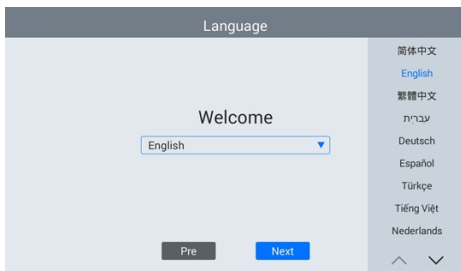 Language
Welcome
English
Pre
Next
简体中文
English
繁體中文
עברית
Deutsch
Español
Türkçe
Tiếng Việt
Nederlands